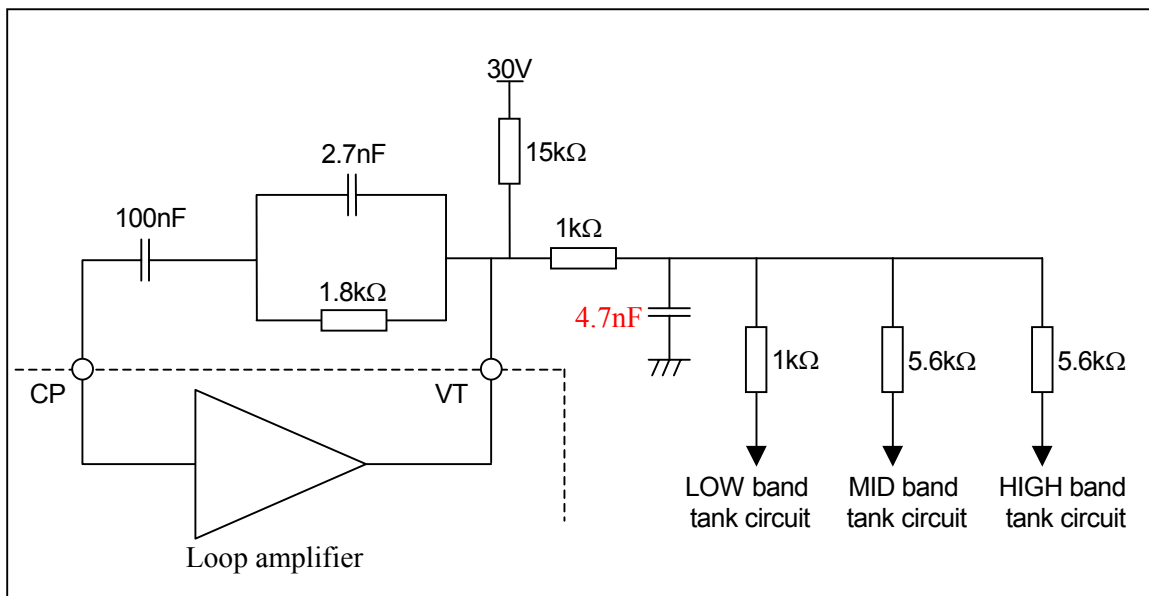 30V
15kΩ
2.7nF
100nF
1kΩ
1.8kΩ
4.7nF
1kΩ
5.6kΩ
5.6kΩ
CP
VT
LOW band
tank circuit
MID band
tank circuit
HIGH band
tank circuit
Loop amplifier